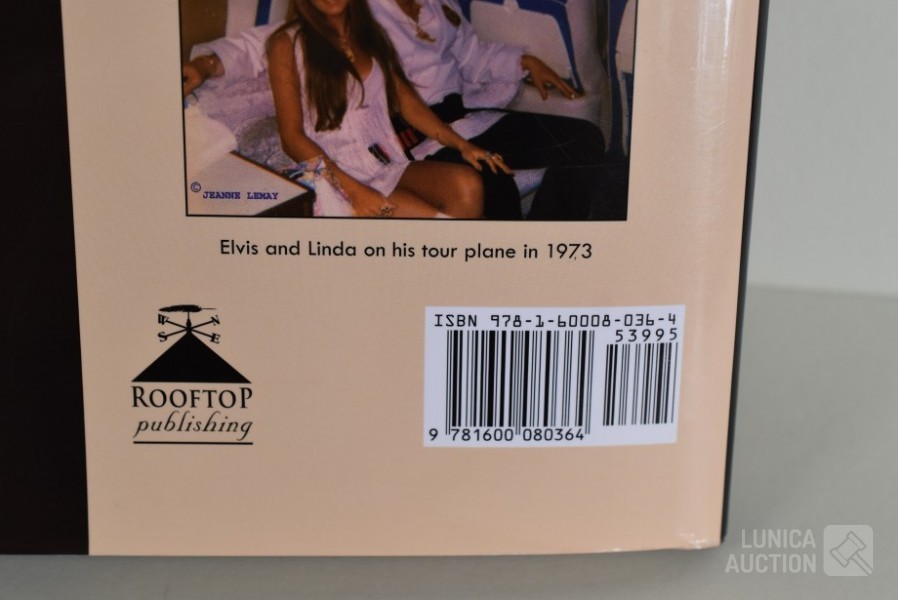 © JEANNE LEMAY
Elvis and Linda on his tour plane in 1973
W N
S E
ROOFTOP
publishing
ISBN 978-1-60008-036-4
53995
9 781600 080364
LUNICA
AUCTION